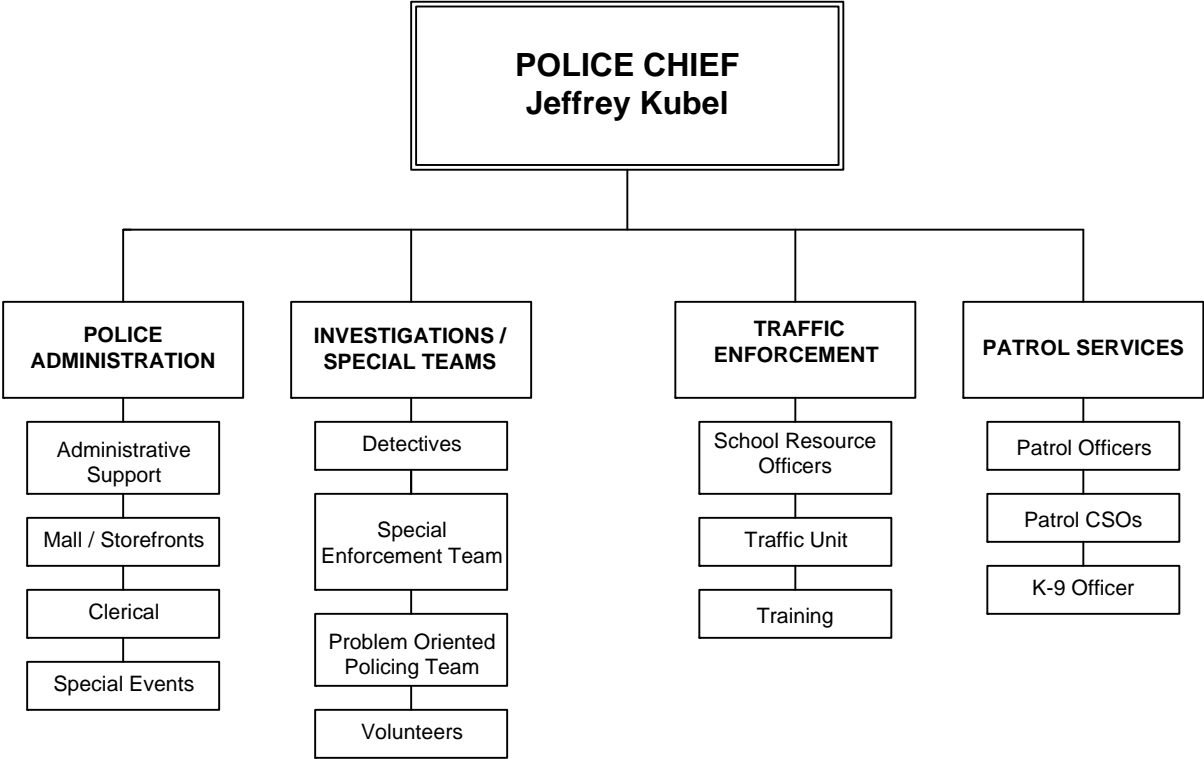 POLICE CHIEF
Jeffrey Kubel
POLICE
ADMINISTRATION
Administrative
Support
Mall / Storefronts
Clerical
Special Events
INVESTIGATIONS /
SPECIAL TEAMS
Detectives
Special
Enforcement Team
Problem Oriented
Policing Team
Volunteers
TRAFFIC
ENFORCEMENT
School Resource
Officers
Traffic Unit
Training
PATROL SERVICES
Patrol Officers
Patrol CSOs
K-9 Officer